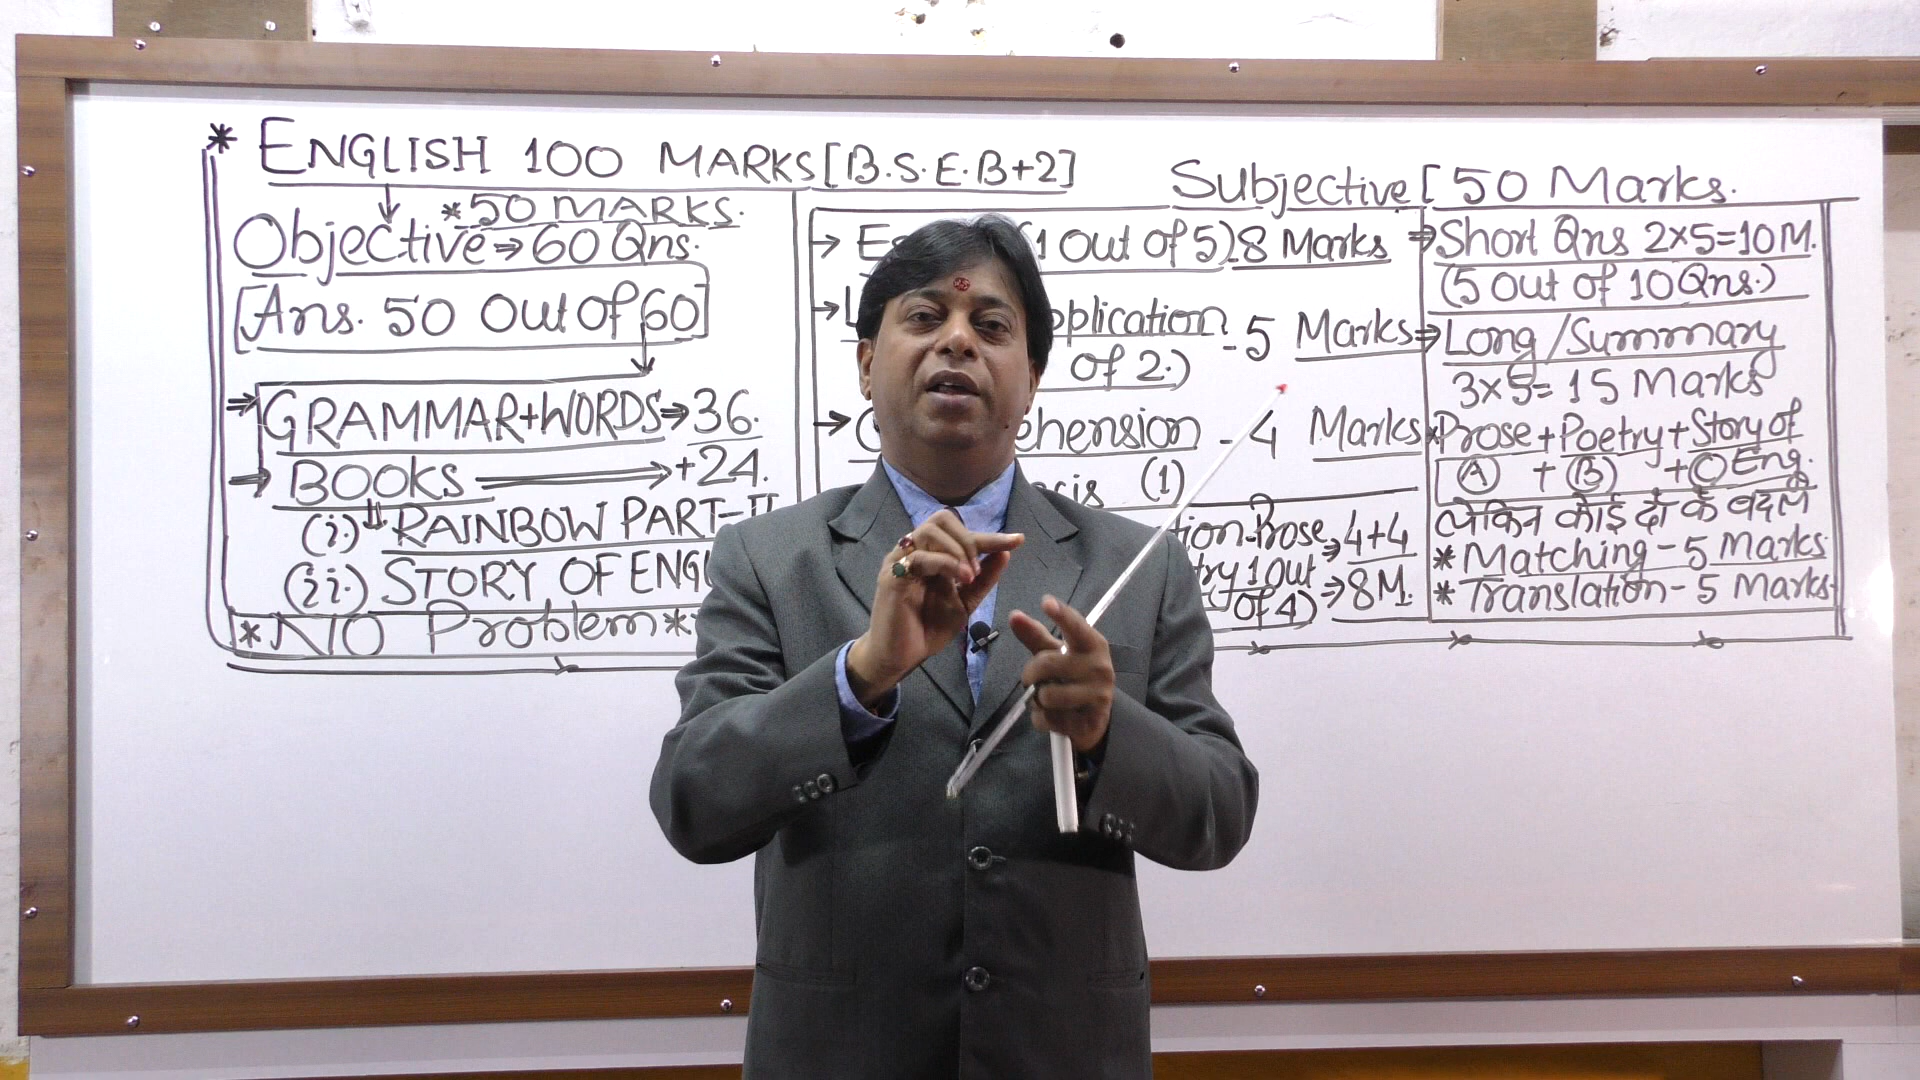 * ENGLISH 100 MARKS [B.S.E.B+2]
*50 MARKS.
Objective ⇒ 60 Qns.
[Ans. 50 Out Of 60]
⇒ GRAMMAR+WORDS ⇒ 36.
⇒ BOOKS ⟹ +24.
(i.) RAINBOW PART-II
(ii.) STORY OF ENGL
*NO Problem**
Subjective [50 Marks.
→ (1 Out Of 5) 8 Marks
→ - 5 Marks
Of 2.)
→ - 4 Marks
(1)
Prose ⇒ 4+4
1 Out
Of 4) ⇒ 8M.
⇒ Short Qns 2×5=10M.
(5 Out Of 10 Qns.)
⇒ Long/Summary
3×5= 15 Marks
*Prose + Poetry + Story of
(A) + (B) + (C) Eng.
लेकिन कोई दो के बदले
* Matching - 5 Marks
* Translation - 5 Marks